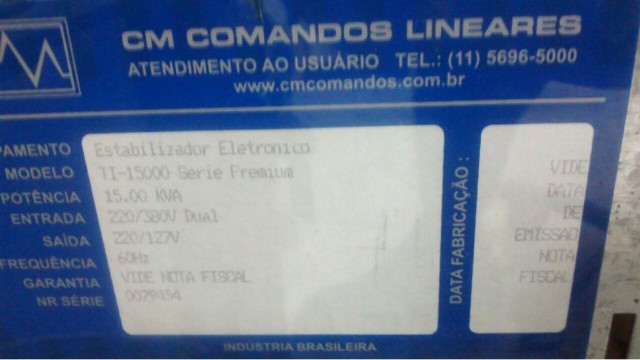 CM COMANDOS LINEARES
ATENDIMENTO AO USUÁRIO TEL.: (11) 5696-5000
www.cmcomandos.com.br
PAMENTO Estabilizador Eletronico
MODELO TI-15000 Serie Premium
POTÊNCIA 15.00 KVA
ENTRADA 220/380V Dual
SAÍDA 220/127V
FREQUÊNCIA 60Hz
GARANTIA VIDE NOTA FISCAL
NR SÉRIE 0079454
DATA FABRICAÇÃO :
VIDE
DATA
DE
EMISSAO
NOTA
FISCAL
INDÚSTRIA BRASILEIRA